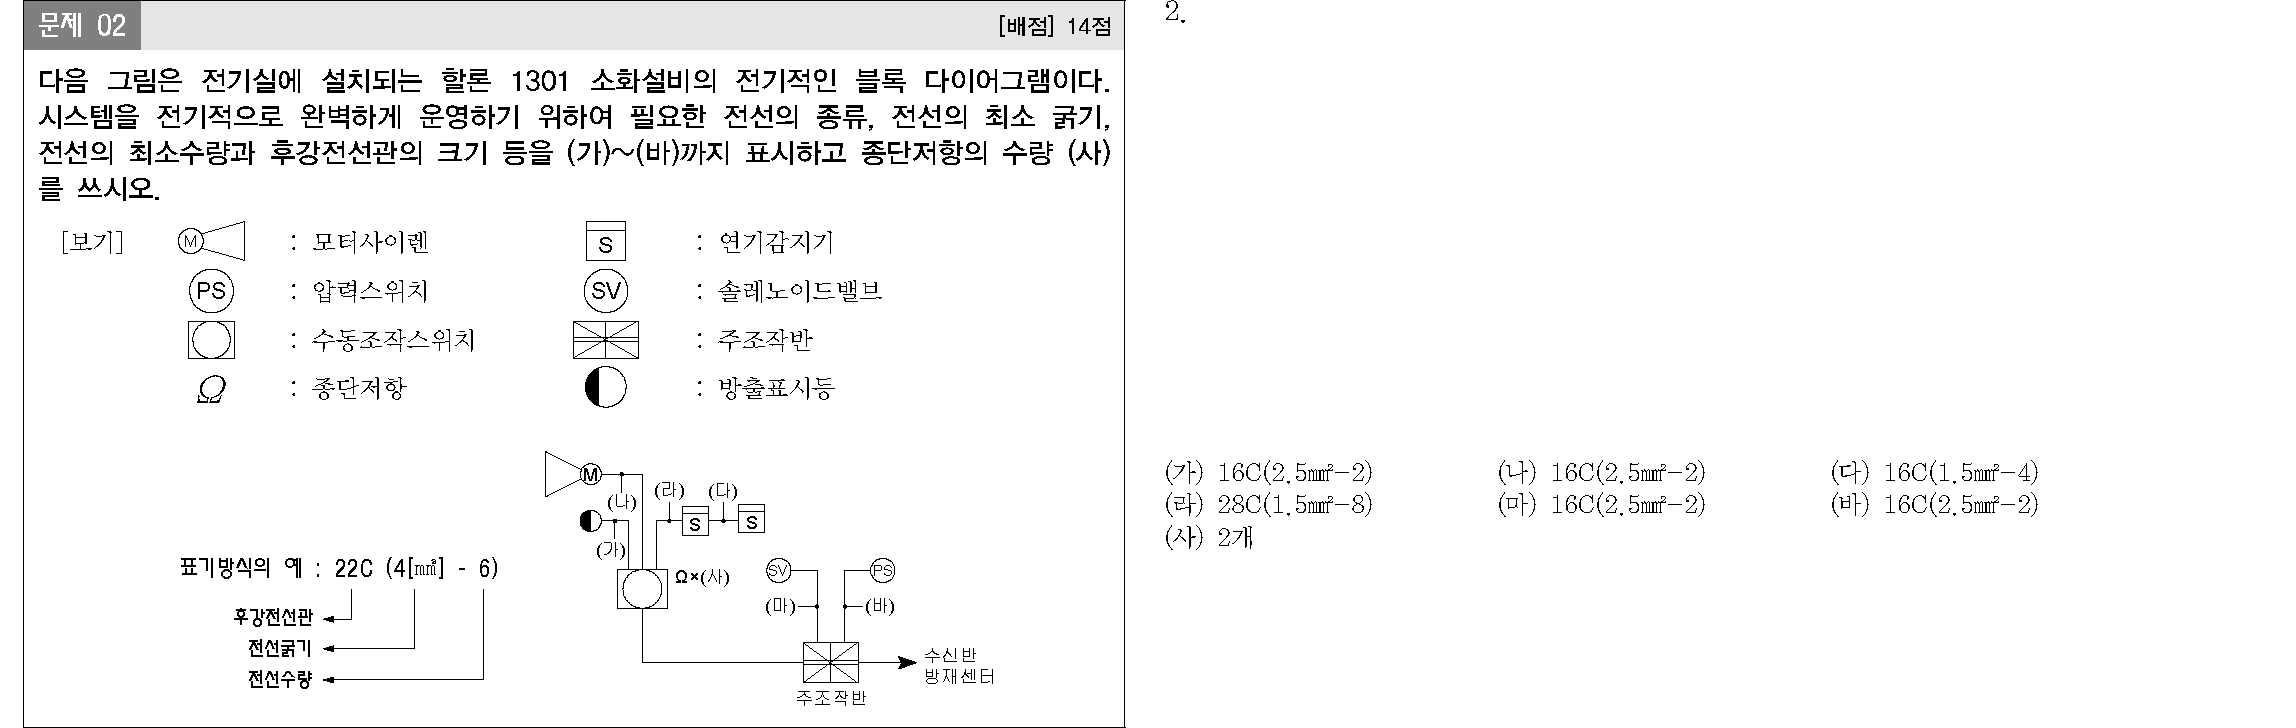 문제 02
[배점] 14점
다음 그림은 전기실에 설치되는 할론 1301 소화설비의 전기적인 블록 다이어그램이다.
시스템을 전기적으로 완벽하게 운영하기 위하여 필요한 전선의 종류, 전선의 최소 굵기,
전선의 최소수량과 후강전선관의 크기 등을 (가)~(바)까지 표시하고 종단저항의 수량 (사)
를 쓰시오.
[보기]
M : 모터사이렌
S : 연기감지기
PS : 압력스위치
SV : 솔레노이드밸브
: 수동조작스위치
: 주조작반
Ω : 종단저항
: 방출표시등
M
(나)
(라)
(다)
S
S
(가)
Ω×(사)
SV
PS
(마)
(바)
수신반
방재센터
주조작반
표기방식의 예 : 22C (4[㎟] - 6)
후강전선관
전선굵기
전선수량
2.
(가) 16C(2.5㎟-2) (나) 16C(2.5㎟-2) (다) 16C(1.5㎟-4)
(라) 28C(1.5㎟-8) (마) 16C(2.5㎟-2) (바) 16C(2.5㎟-2)
(사) 2개